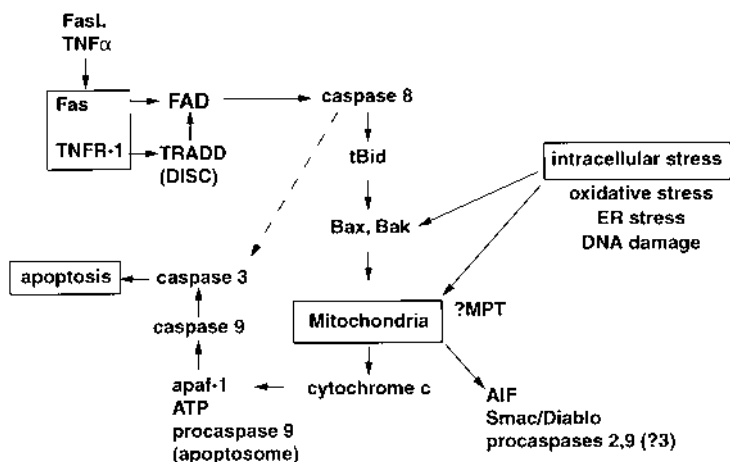 FasL
TNFα
Fas
FAD
caspase 8
TNFR·1
TRADD
(DISC)
tBid
intracellular stress
oxidative stress
ER stress
DNA damage
Bax, Bak
apoptosis
caspase 3
?MPT
caspase 9
Mitochondria
apaf·1
ATP
procaspase 9
(apoptosome)
cytochrome c
AIF
Smac/Diablo
procaspases 2,9 (?3)